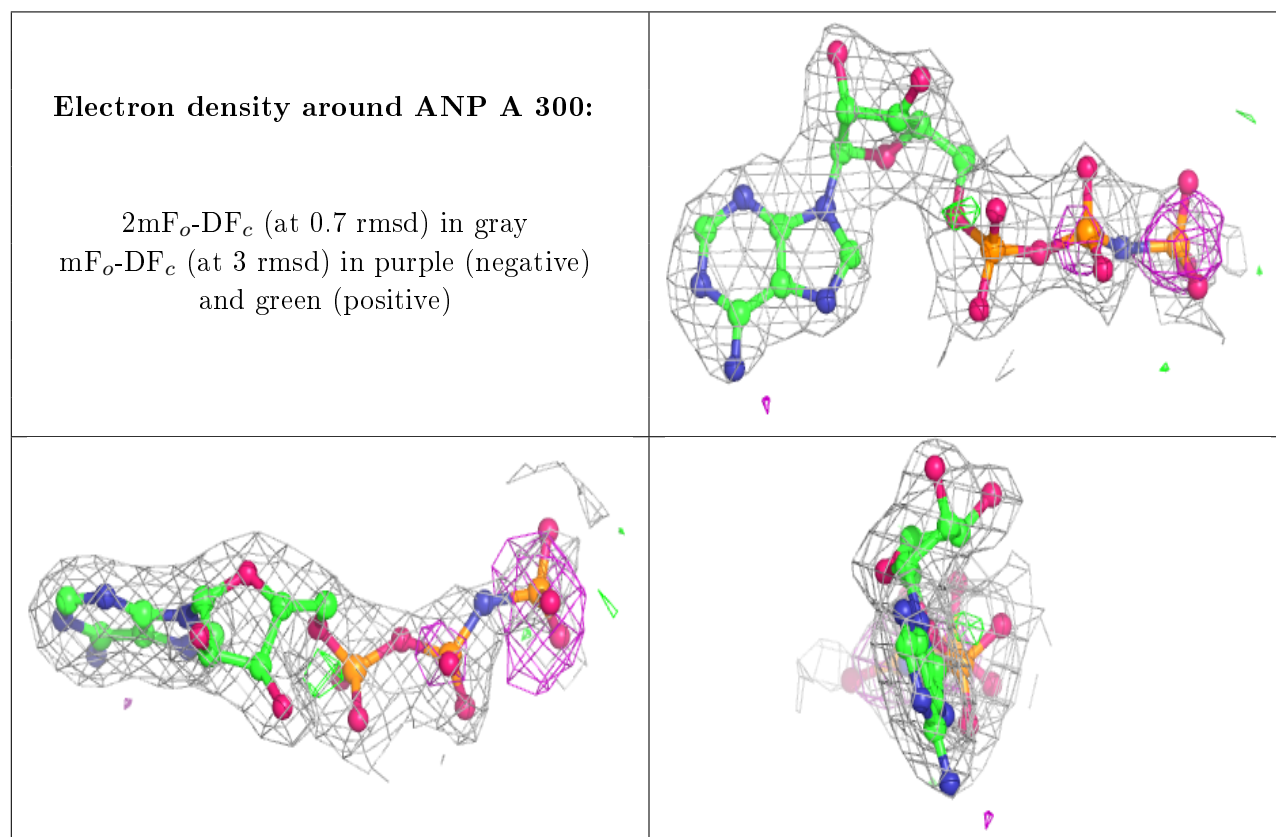 Electron density around ANP A 300:
2mFₒ-DF𝒸 (at 0.7 rmsd) in gray
mFₒ-DF𝒸 (at 3 rmsd) in purple (negative)
and green (positive)